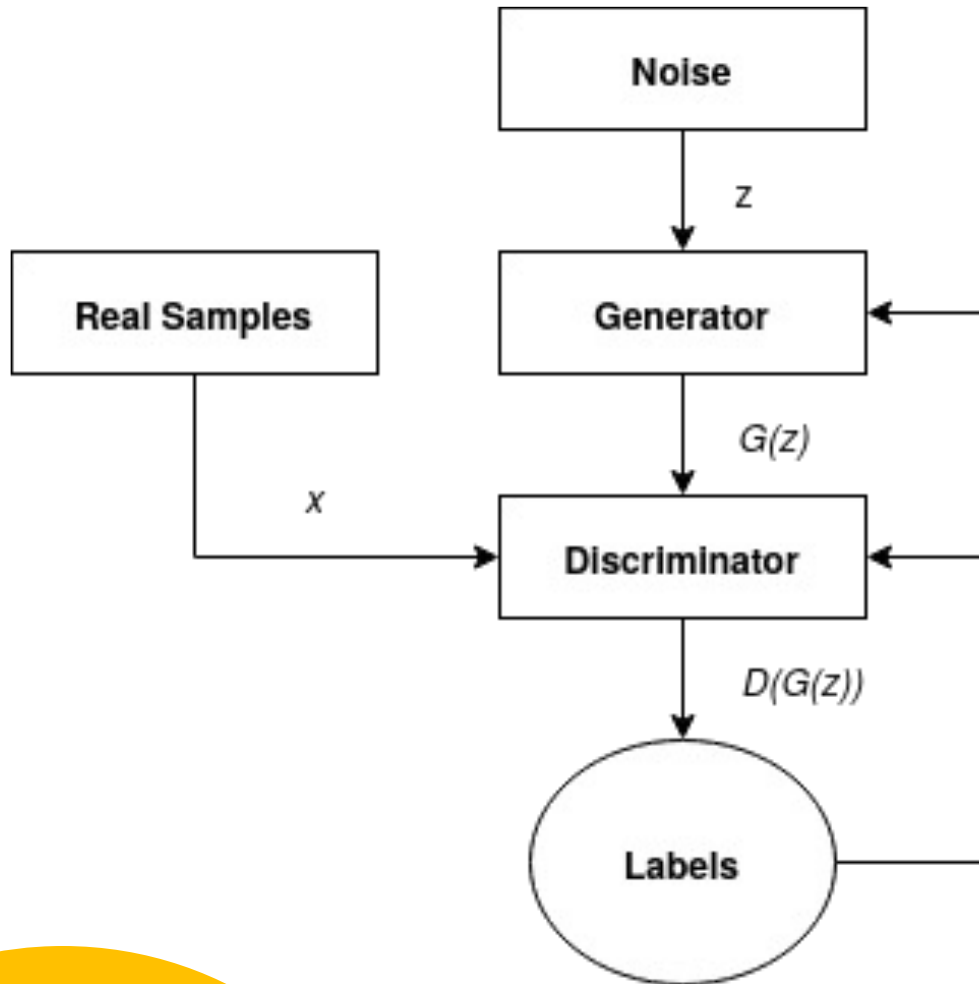 Noise
z
Real Samples
Generator
G(z)
x
Discriminator
D(G(z))
Labels